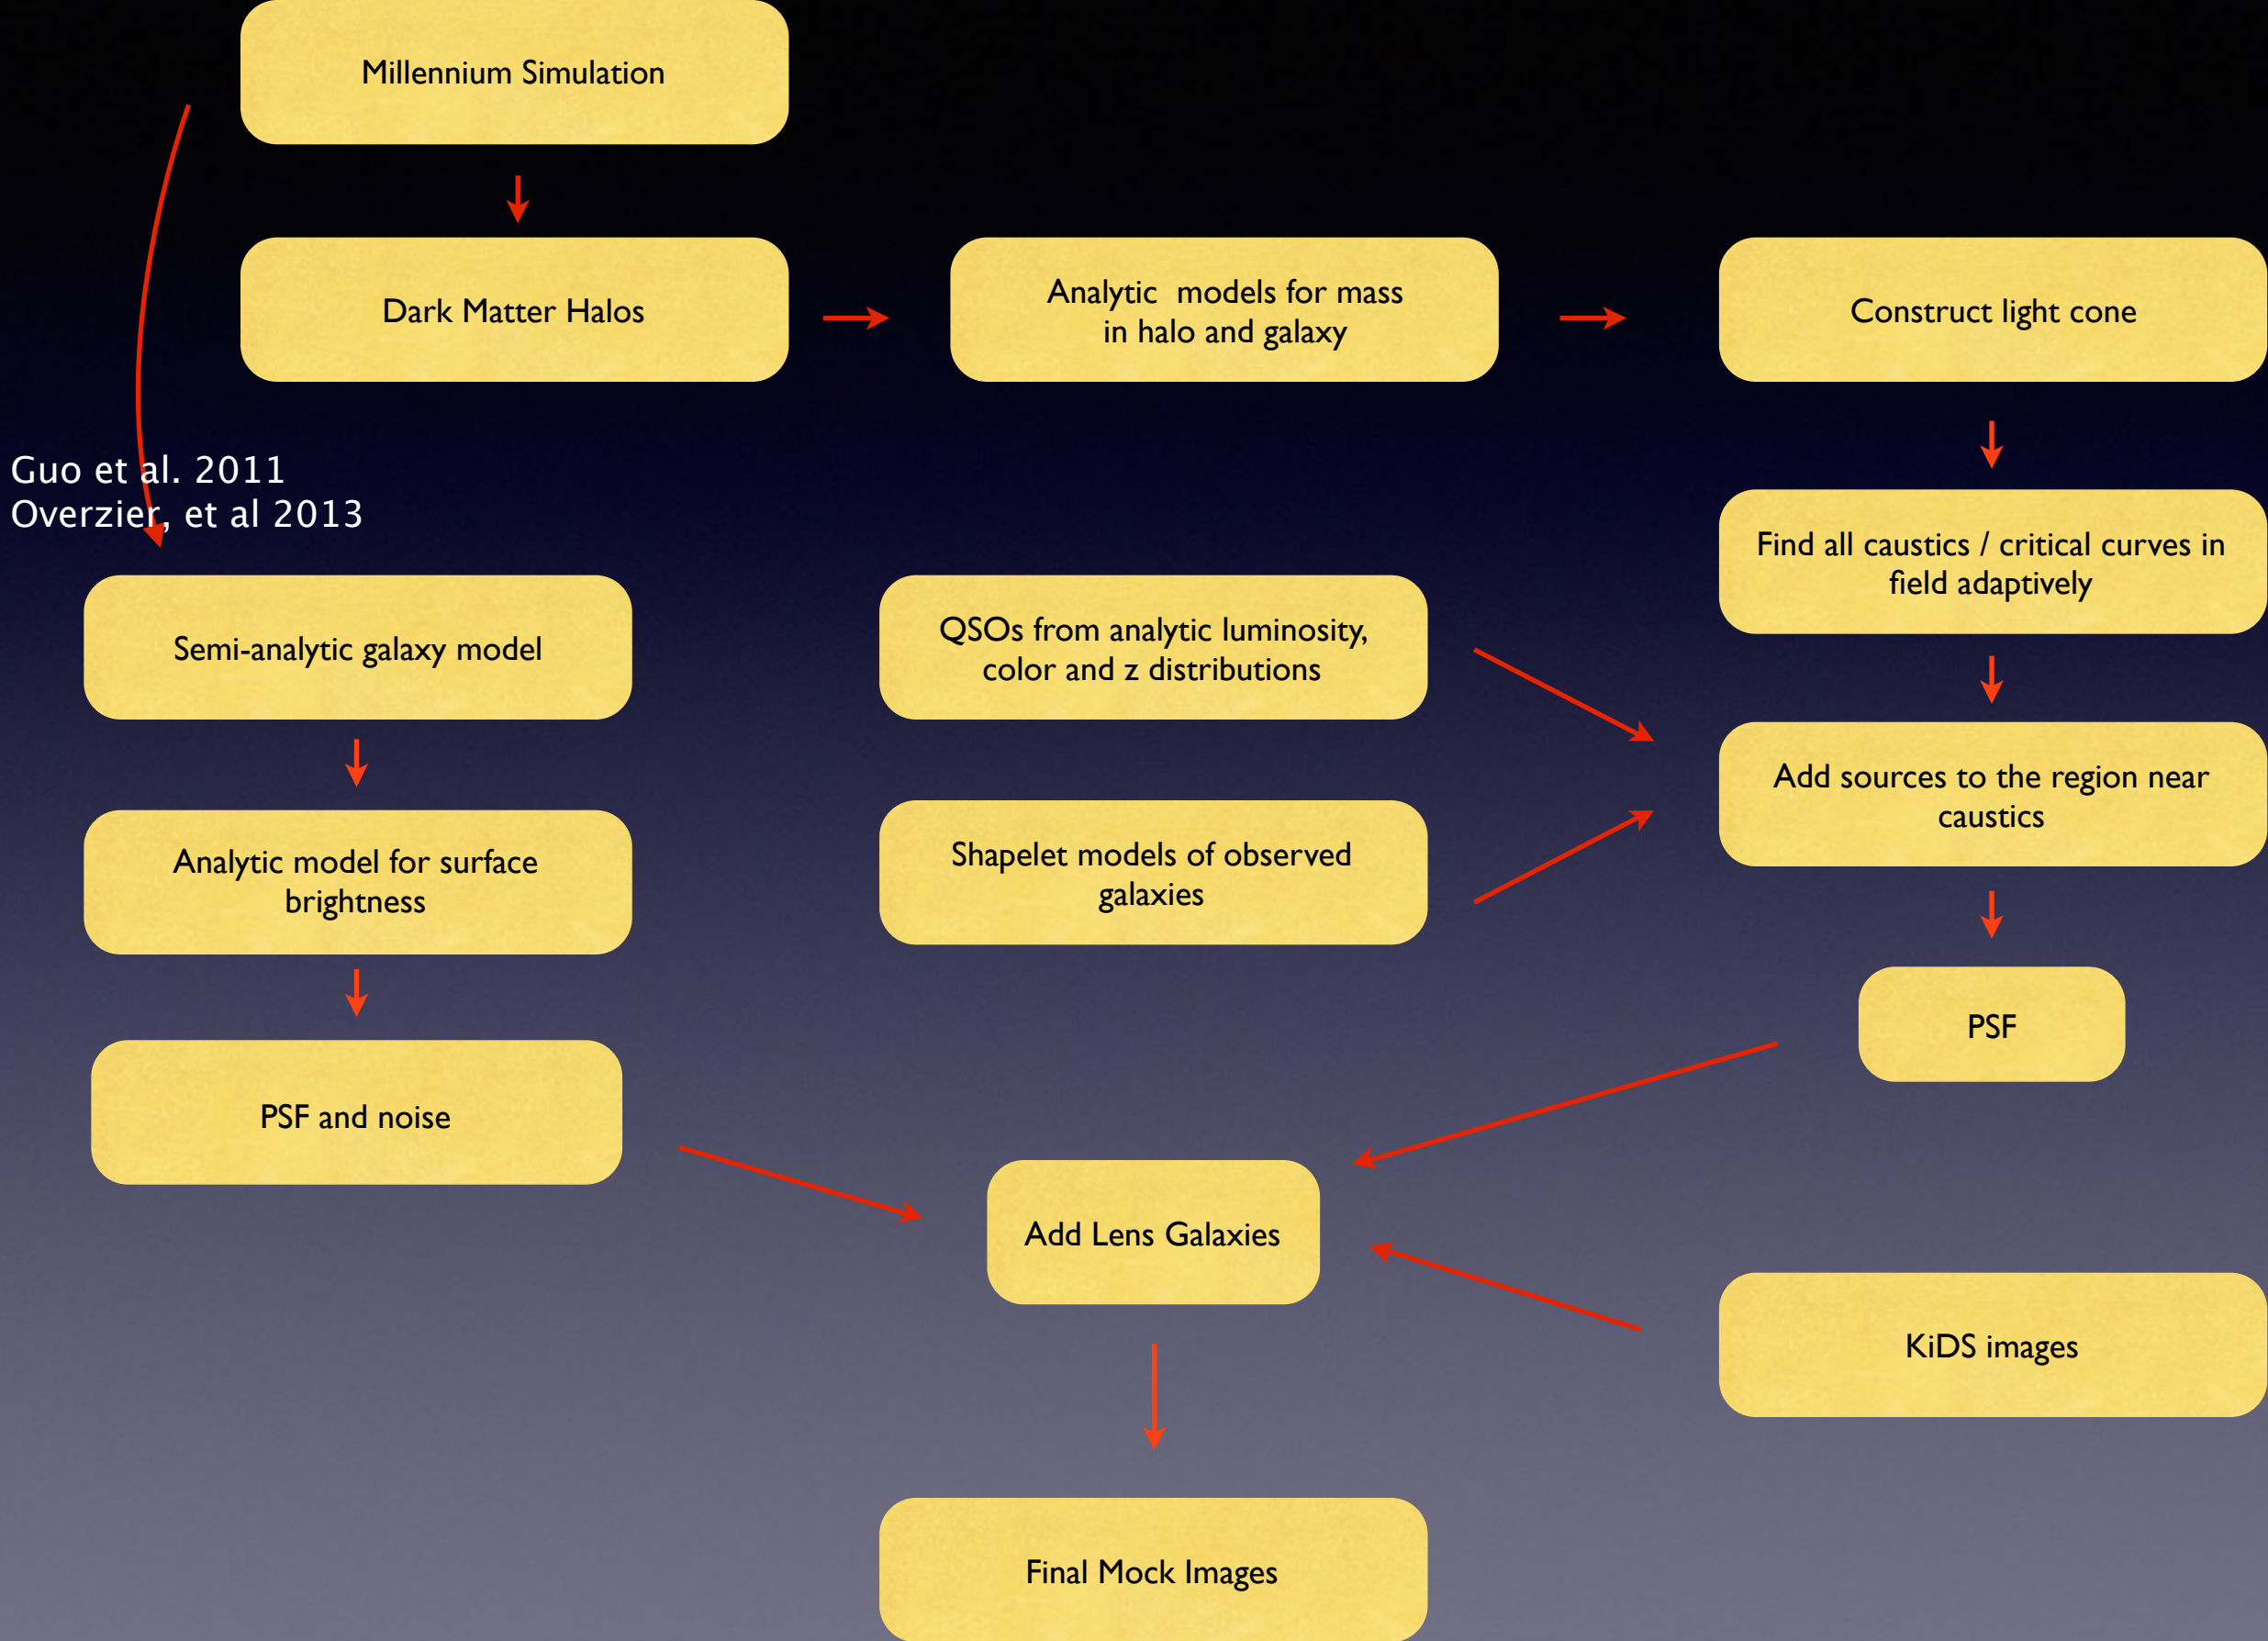 Millennium Simulation
Dark Matter Halos
Analytic  models for mass
in halo and galaxy
Construct light cone
Guo et al. 2011
Overzier, et al 2013
Find all caustics / critical curves in
field adaptively
Semi-analytic galaxy model
QSOs from analytic luminosity,
color and z distributions
Add sources to the region near
caustics
Analytic model for surface
brightness
Shapelet models of observed
galaxies
PSF
PSF and noise
Add Lens Galaxies
KiDS images
Final Mock Images